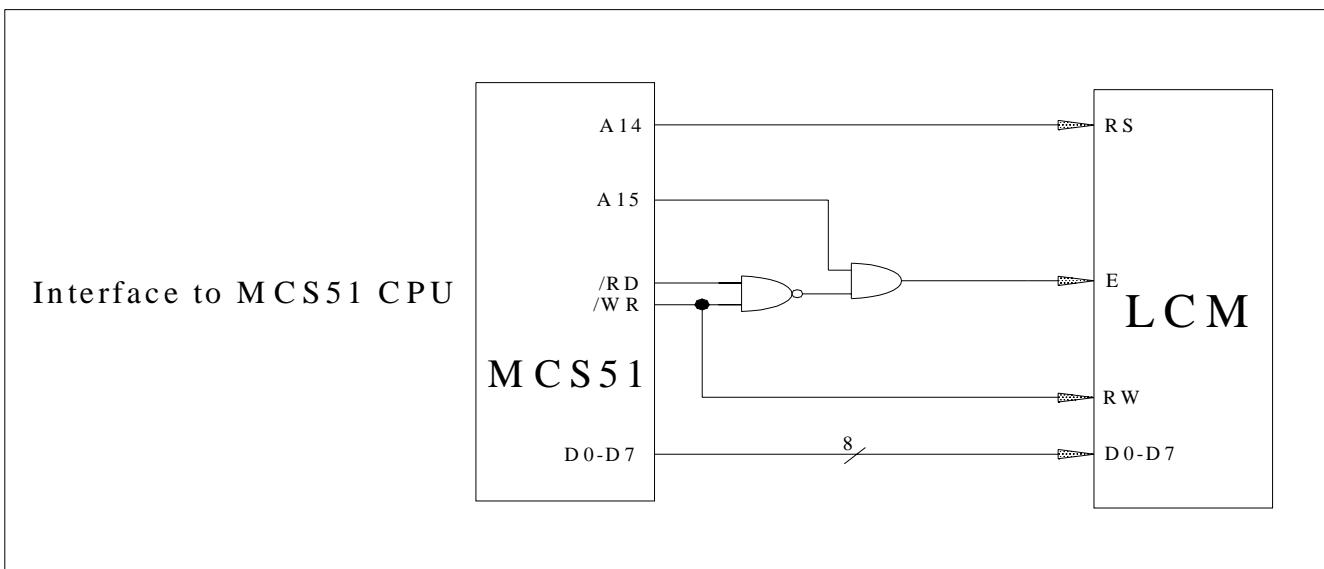 Interface to MCS51 CPU
MCS51
A14
A15
/RD
/WR
D0-D7
8
LCM
RS
E
RW
D0-D7